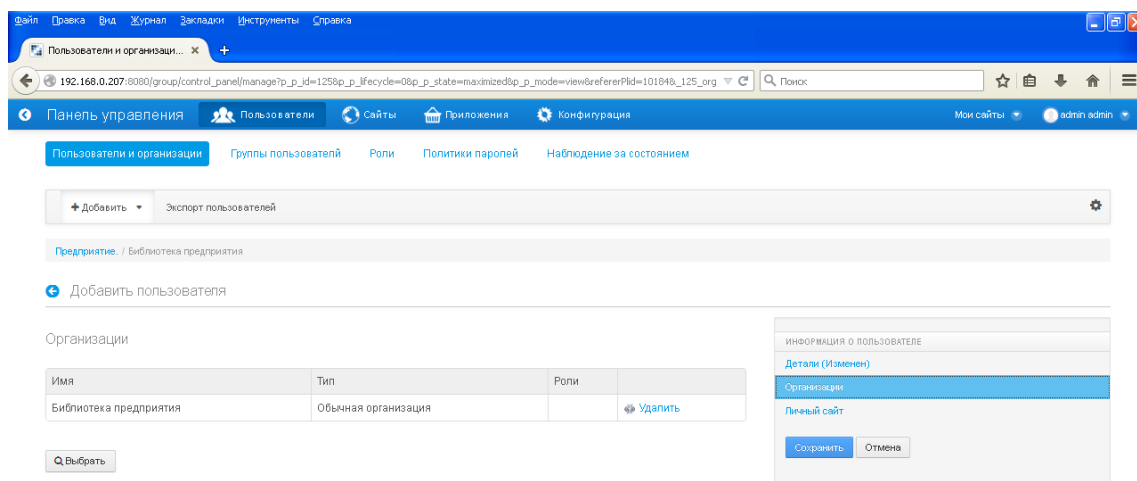 Файл Правка Вид Журнал Закладки Инструменты Справка
Пользователи и организаци...
192.168.0.207:8080/group/control_panel/manage?p_p_id=125&p_p_lifecycle=0&p_p_state=maximized&p_p_mode=view&refererPlid=10184&_125_org Поиск
Панель управления Пользователи Сайты Приложения Конфигурация Мои сайты admin admin
Пользователи и организации Группы пользователй Роли Политики паролей Наблюдение за состоянием
Добавить Экспорт пользователей
Предприятие. / Библиотека предприятия
Добавить пользователя
Организации
ИНФОРМАЦИЯ О ПОЛЬЗОВАТЕЛЕ
Детали (Изменен)
Имя Тип Роли
Организации
Библиотека предприятия Обычная организация Удалить
Личный сайт
Сохранить Отмена
Выбрать